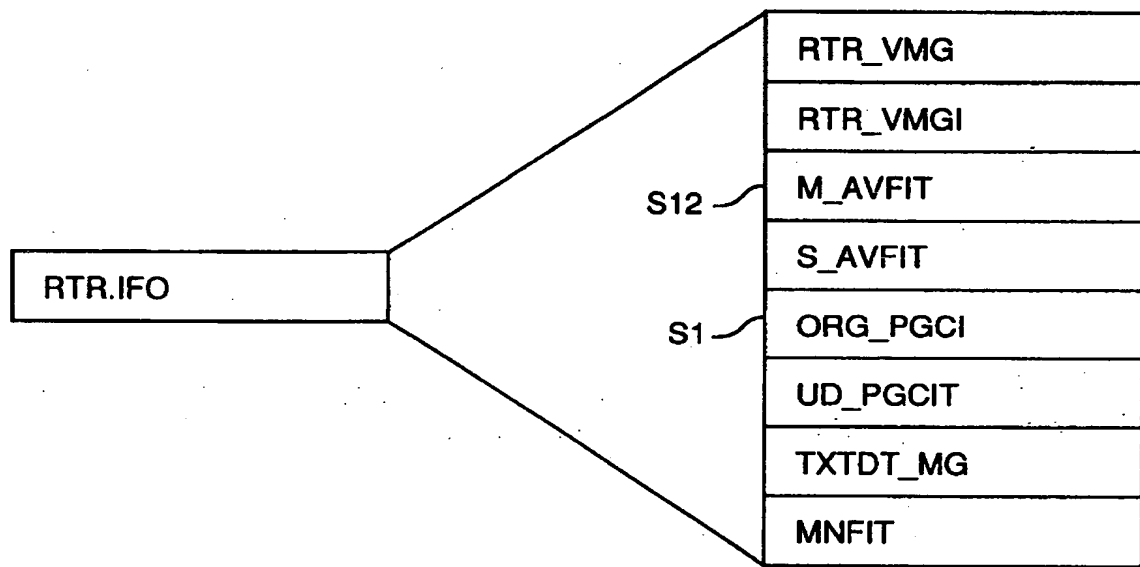 RTR.IFO
RTR_VMG
RTR_VMGI
S12
M_AVFIT
S_AVFIT
S1
ORG_PGCI
UD_PGCIT
TXTDT_MG
MNFIT